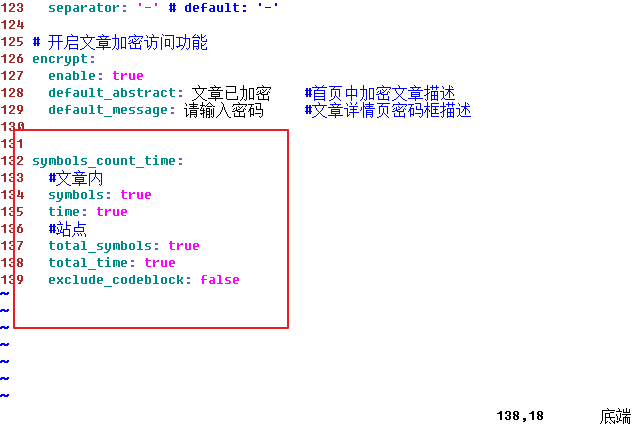 123   separator: '-' # default: '-'
124
125 # 开启文章加密访问功能
126 encrypt:
127   enable: true
128   default_abstract: 文章已加密    #首页中加密文章描述
129   default_message: 请输入密码     #文章详情页密码框描述
130
131
132 symbols_count_time:
133   #文章内
134   symbols: true
135   time: true
136   #站点
137   total_symbols: true
138   total_time: true
139   exclude_codeblock: false
~
~
~
~
~
~
~
138,18 底端